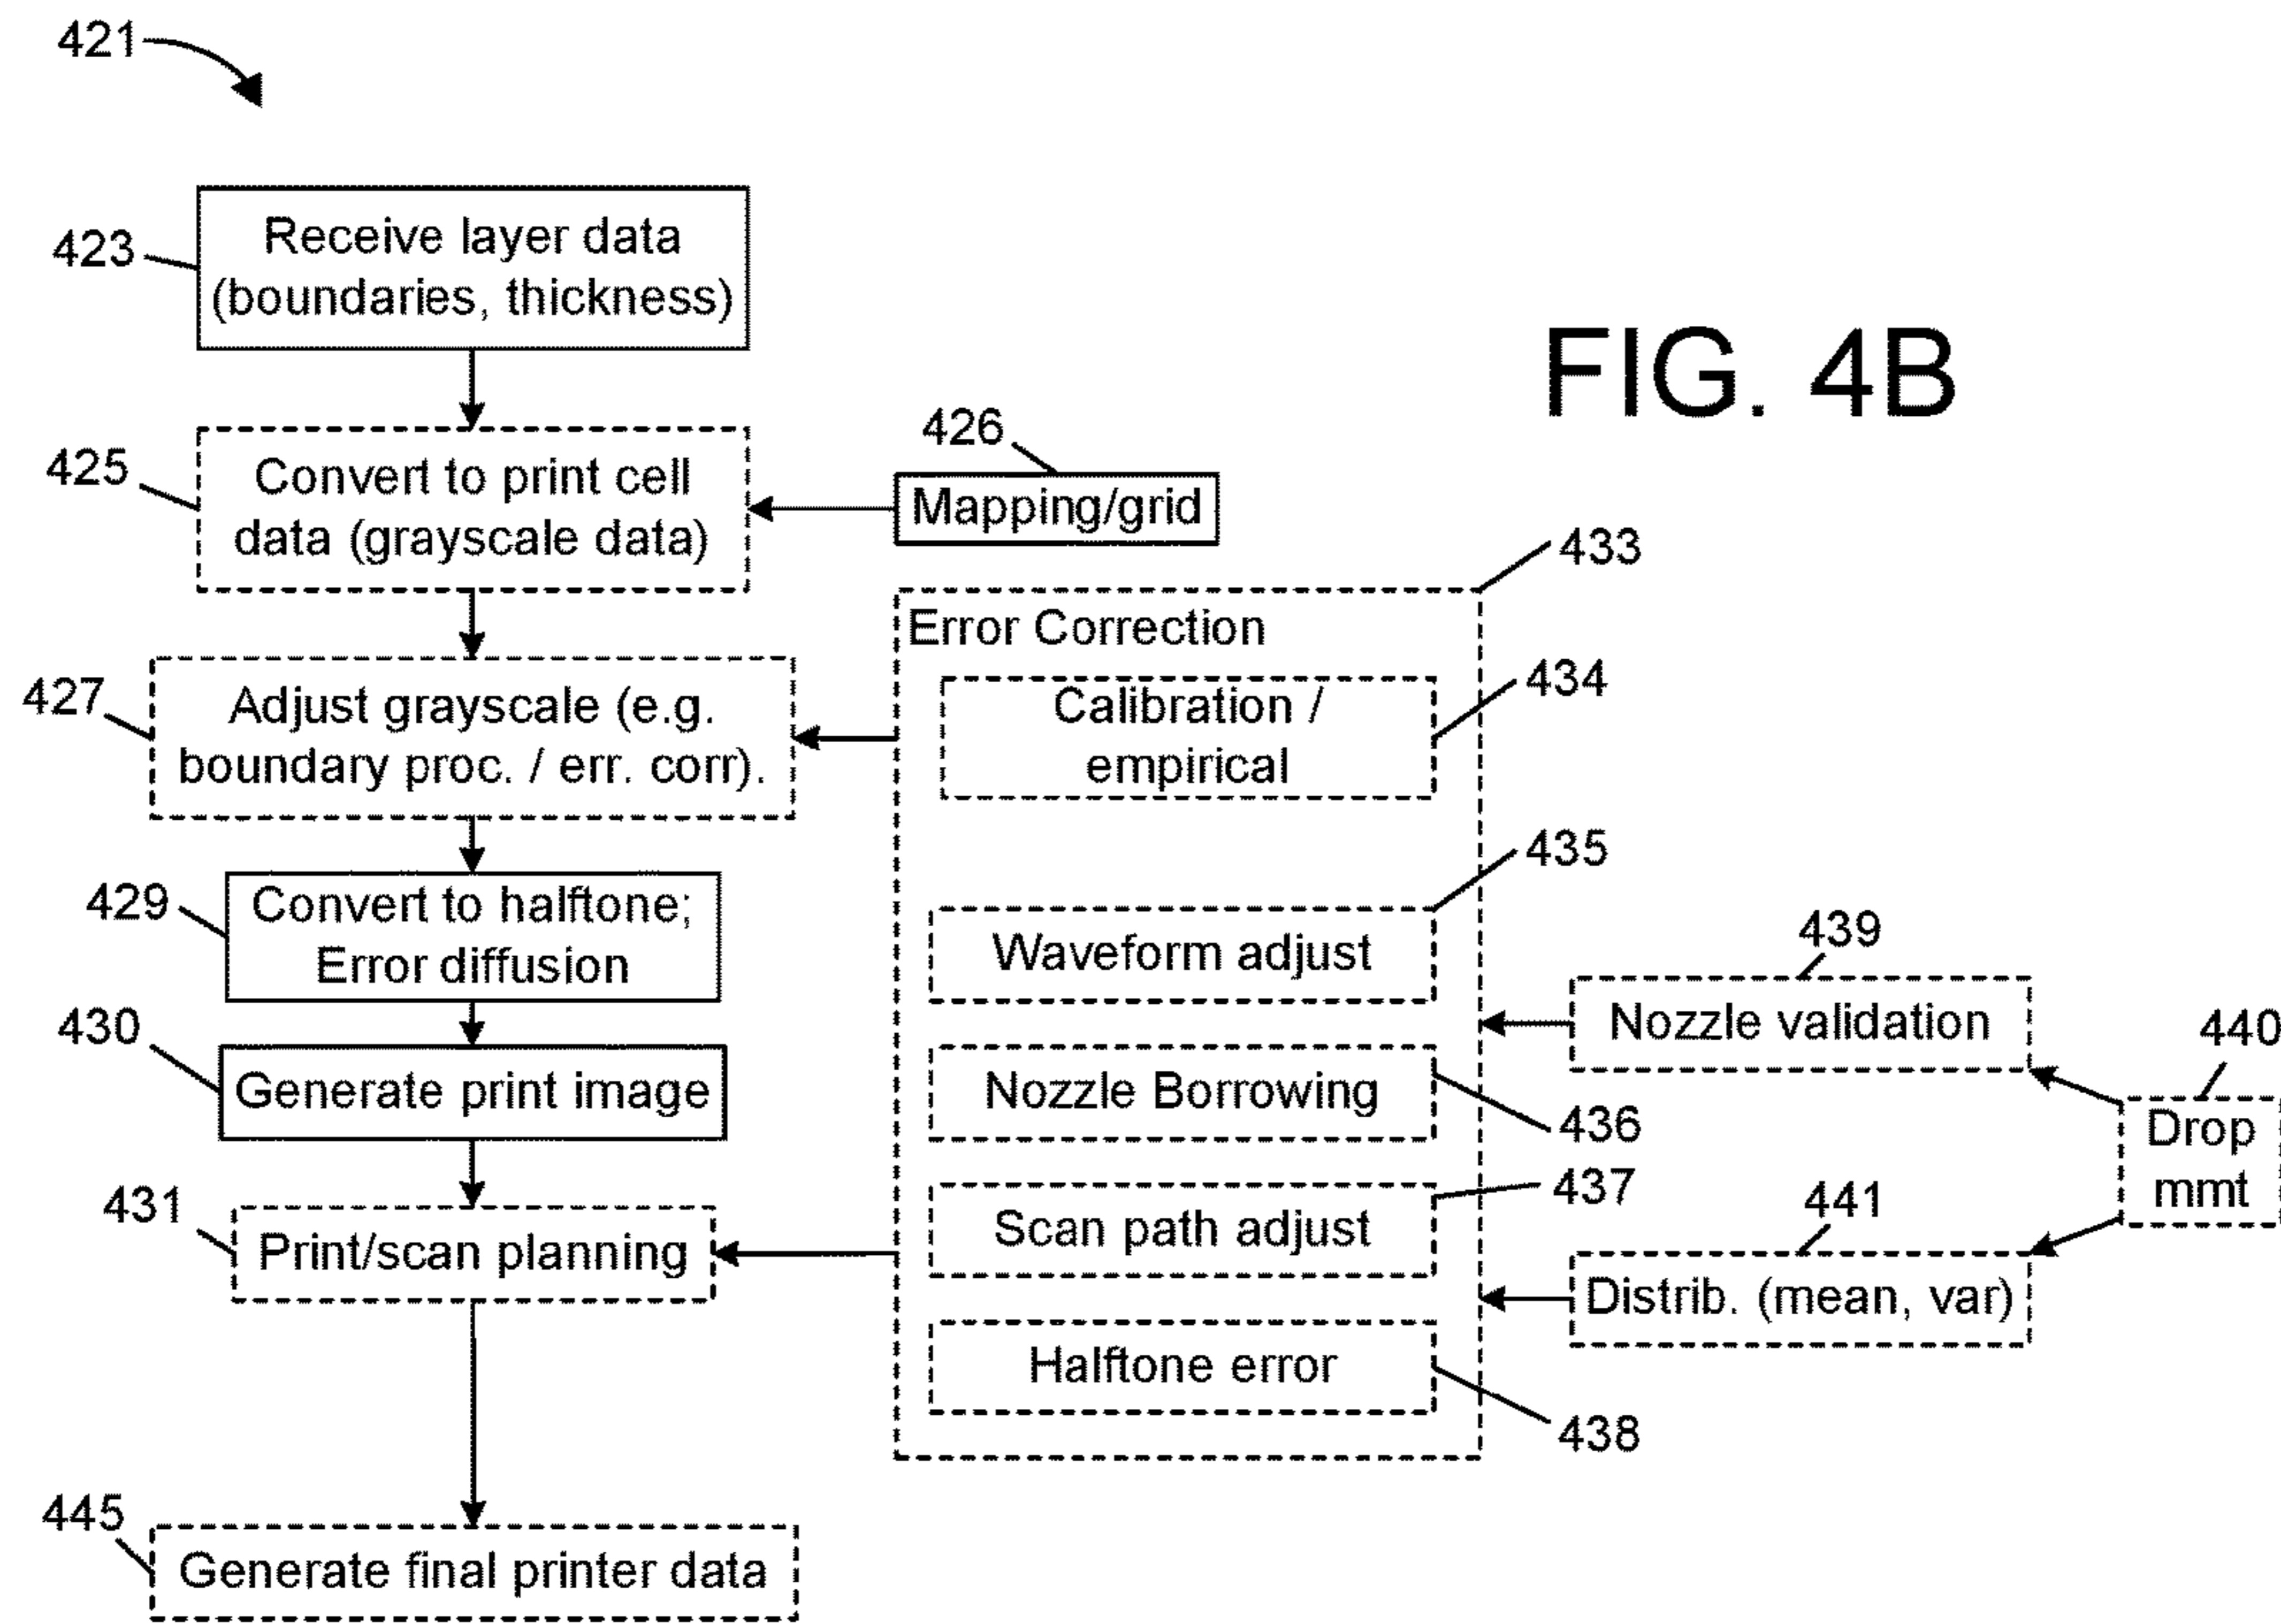 421
423
Receive layer data
(boundaries, thickness)
FIG. 4B
425
Convert to print cell
data (grayscale data)
426
Mapping/grid
433
Error Correction
427
Adjust grayscale (e.g.
boundary proc. / err. corr).
434
Calibration /
empirical
429
Convert to halftone;
Error diffusion
435
Waveform adjust
439
Nozzle validation
430
Generate print image
Nozzle Borrowing
436
440
Drop
mmt
431
Print/scan planning
437
Scan path adjust
441
Distrib. (mean, var)
Halftone error
438
445
Generate final printer data